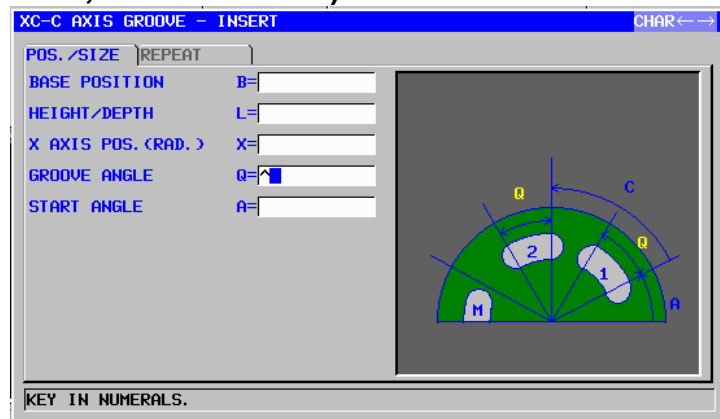 XC-C AXIS GROOVE - INSERT CHAR←→
POS./SIZE REPEAT
BASE POSITION B=
HEIGHT/DEPTH L=
X AXIS POS.(RAD.) X=
GROOVE ANGLE Q=^
START ANGLE A=
Q C
Q
2
1
M A
KEY IN NUMERALS.